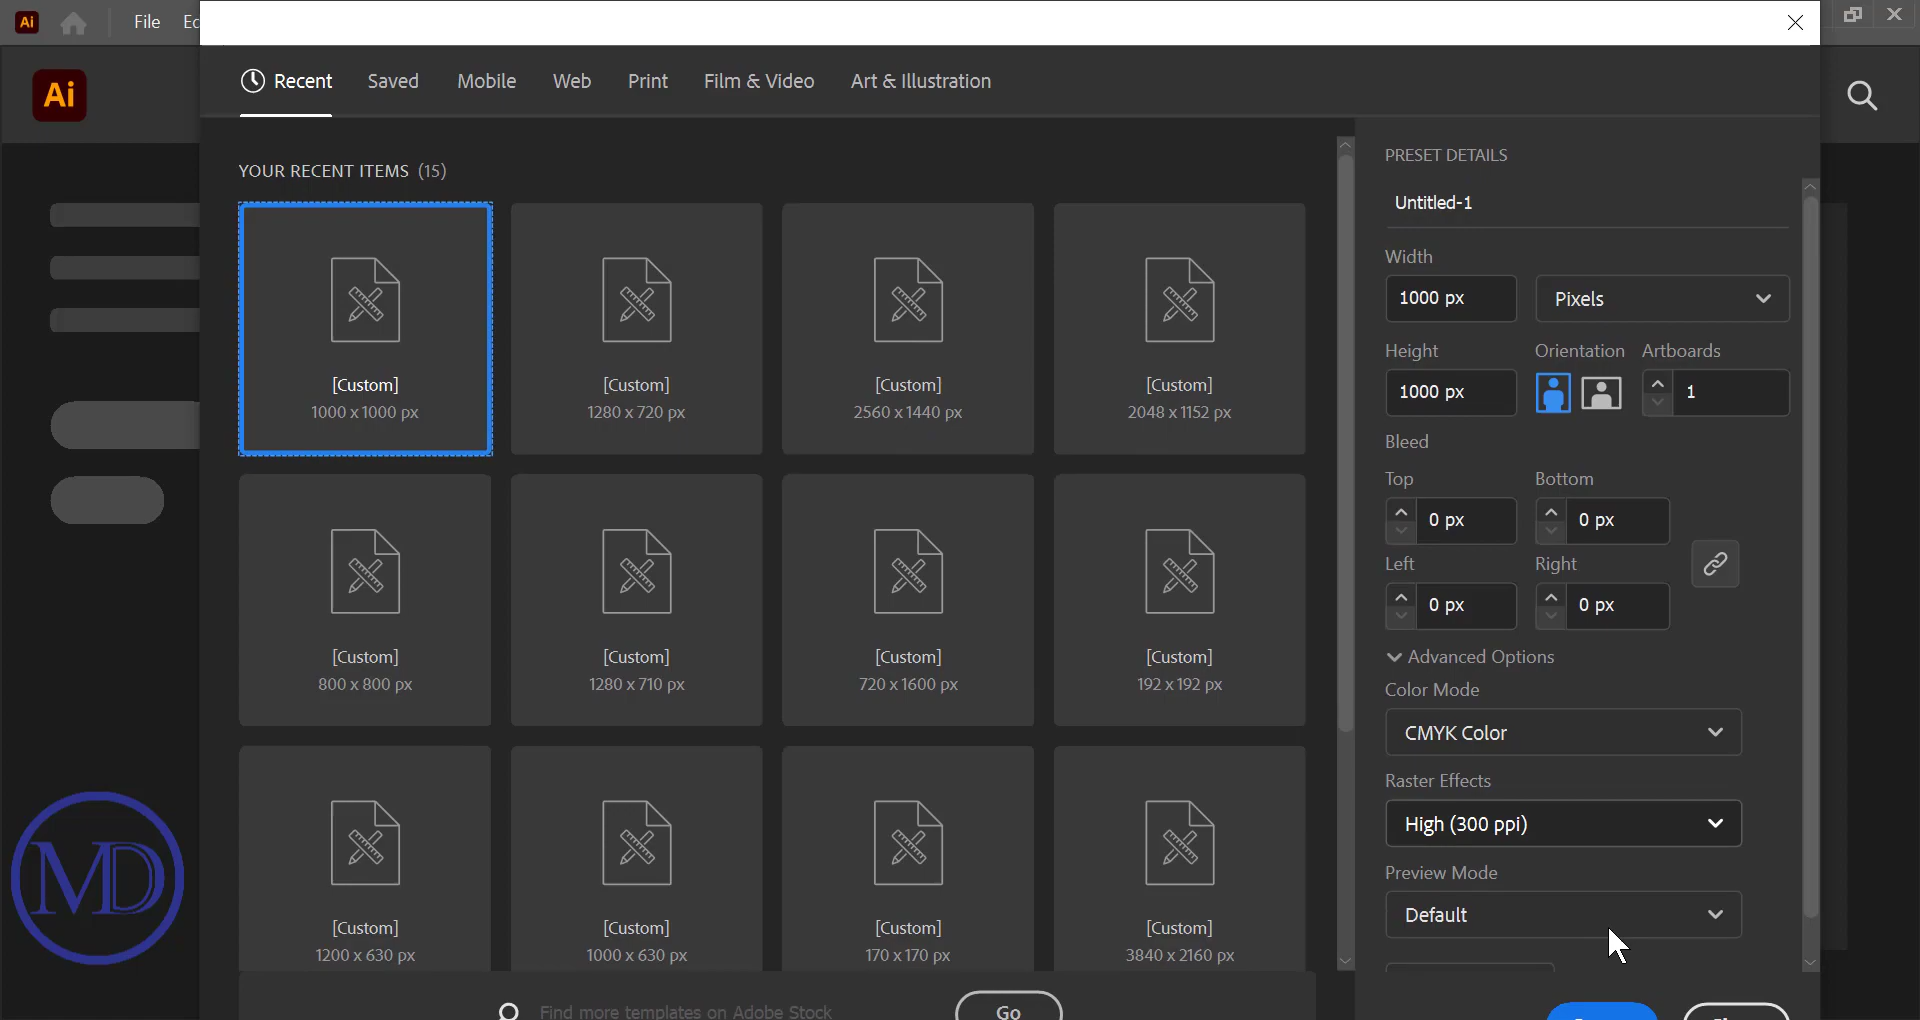 Ai
File
Ai
Recent Saved Mobile Web Print Film & Video Art & Illustration
YOUR RECENT ITEMS (15)
[Custom]
1000 x 1000 px
[Custom]
1280 x 720 px
[Custom]
2560 x 1440 px
[Custom]
2048 x 1152 px
[Custom]
800 x 800 px
[Custom]
1280 x 710 px
[Custom]
720 x 1600 px
[Custom]
192 x 192 px
[Custom]
1200 x 630 px
[Custom]
1000 x 630 px
[Custom]
170 x 170 px
[Custom]
3840 x 2160 px
Find more templates on Adobe Stock
Go
PRESET DETAILS
Untitled-1
Width
1000 px Pixels
Height Orientation Artboards
1000 px 1
Bleed
Top Bottom
0 px 0 px
Left Right
0 px 0 px
Advanced Options
Color Mode
CMYK Color
Raster Effects
High (300 ppi)
Preview Mode
Default
MD